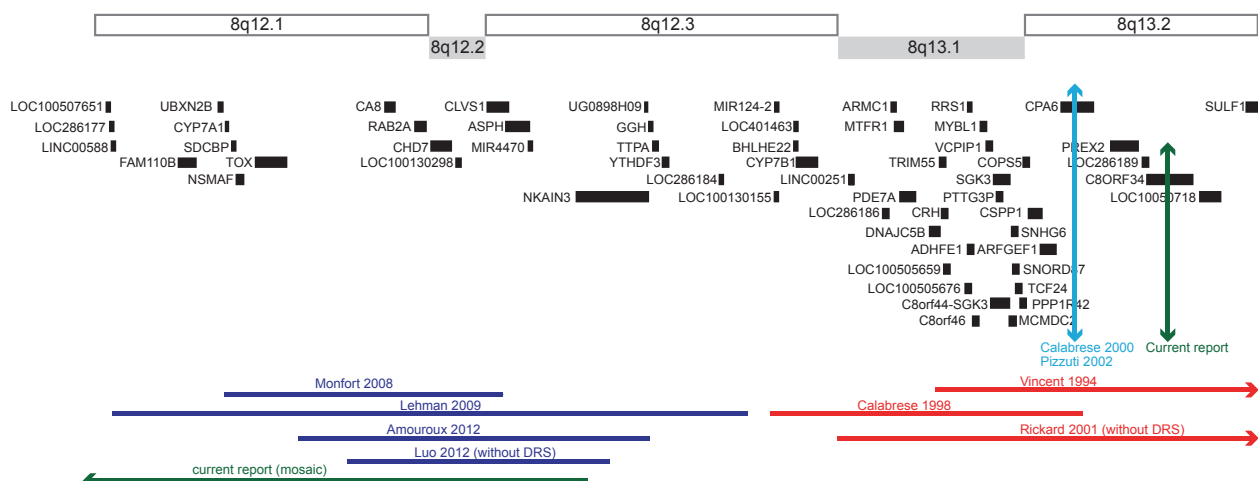 8q12.1 8q12.3 8q13.2
8q12.2 8q13.1
LOC100507651 UBXN2B CA8 CLVS1 UG0898H09 MIR124-2 ARMC1 RRS1 CPA6 SULF1
LOC286177 CYP7A1 RAB2A ASPH GGH LOC401463 MTFR1 MYBL1
LINC00588 SDCBP CHD7 MIR4470 TTPA BHLHE22 VCPIP1 PREX2
FAM110B TOX LOC100130298 YTHDF3 CYP7B1 TRIM55 COPS5 LOC286189
NSMAF LOC286184 LINC00251 SGK3 C8ORF34
NKAIN3 LOC100130155 PDE7A PTTG3P LOC10050718
LOC286186 CRH CSPP1
DNAJC5B SNHG6
ADHFE1 ARFGEF1
LOC100505659 SNORD87
LOC100505676 TCF24
C8orf44-SGK3 PPP1R42
C8orf46 MCMDC2
Calabrese 2000 Current report
Pizzuti 2002
Monfort 2008 Vincent 1994
Lehman 2009 Calabrese 1998
Amouroux 2012 Rickard 2001 (without DRS)
Luo 2012 (without DRS)
current report (mosaic)